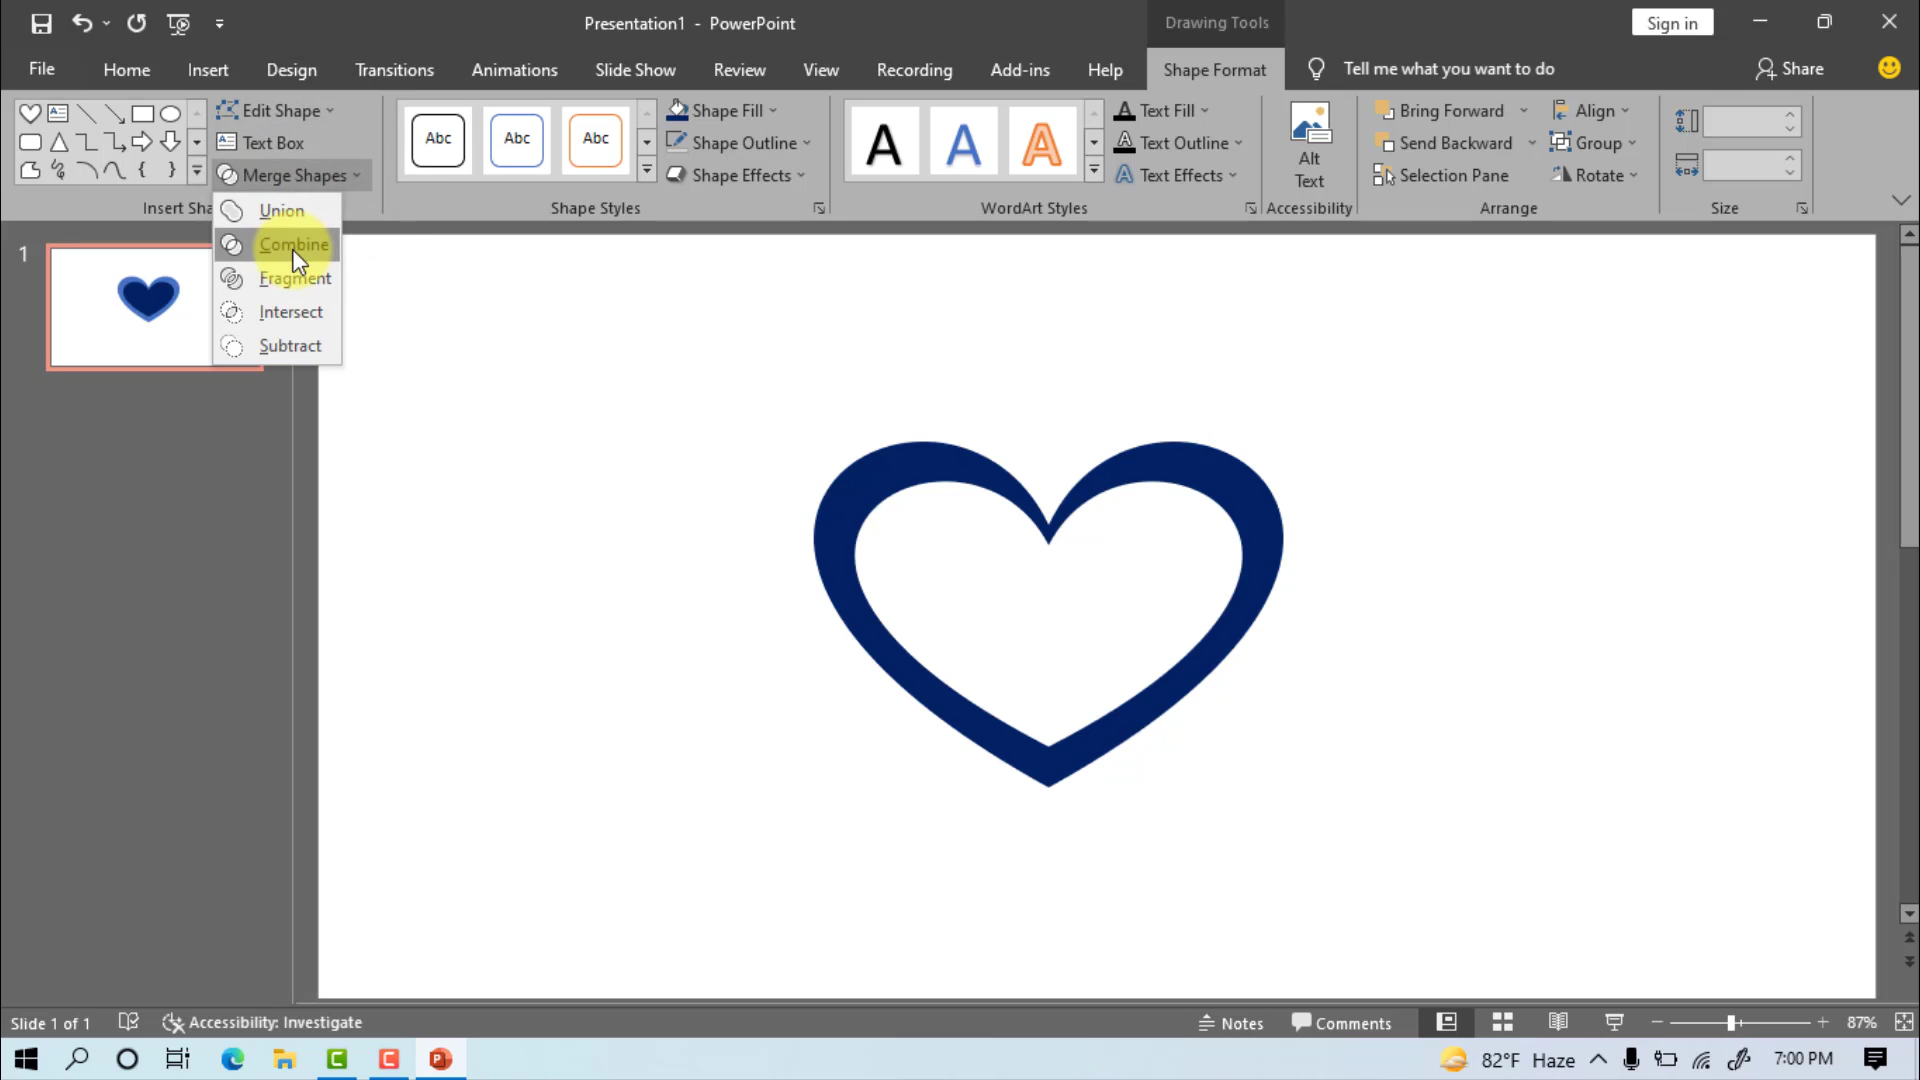 Presentation1 - PowerPoint
Drawing Tools
Sign in
File Home Insert Design Transitions Animations Slide Show Review View Recording Add-ins Help Shape Format Tell me what you want to do Share
Edit Shape
Text Box
Merge Shapes
Insert Sha
Abc Abc Abc
Shape Fill
Shape Outline
Shape Effects
Shape Styles
A A A
Text Fill
Text Outline
Text Effects
WordArt Styles
Alt
Text
Accessibility
Bring Forward
Send Backward
Selection Pane
Align
Group
Rotate
Arrange
Size
Union
Combine
Fragment
Intersect
Subtract
1
Slide 1 of 1 Accessibility: Investigate Notes Comments 87%
82°F Haze 7:00 PM